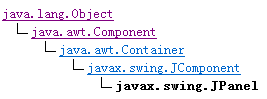 java.lang.Object
java.awt.Component
java.awt.Container
javax.swing.JComponent
javax.swing.JPanel